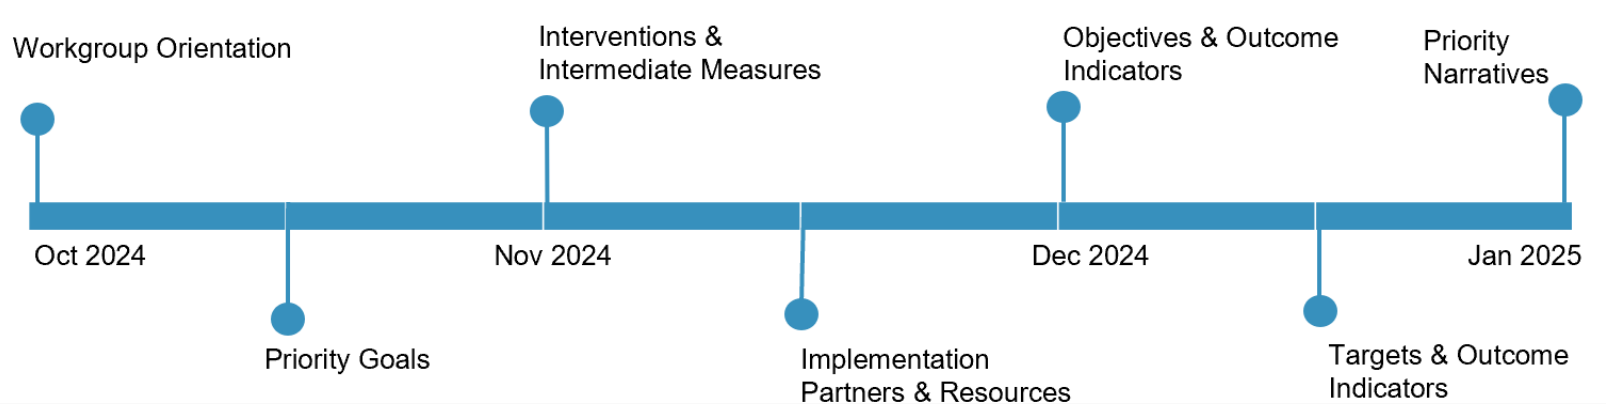 Workgroup Orientation
Interventions &
Intermediate Measures
Objectives & Outcome
Indicators
Priority
Narratives
Oct 2024
Nov 2024
Dec 2024
Jan 2025
Priority Goals
Implementation
Partners & Resources
Targets & Outcome
Indicators